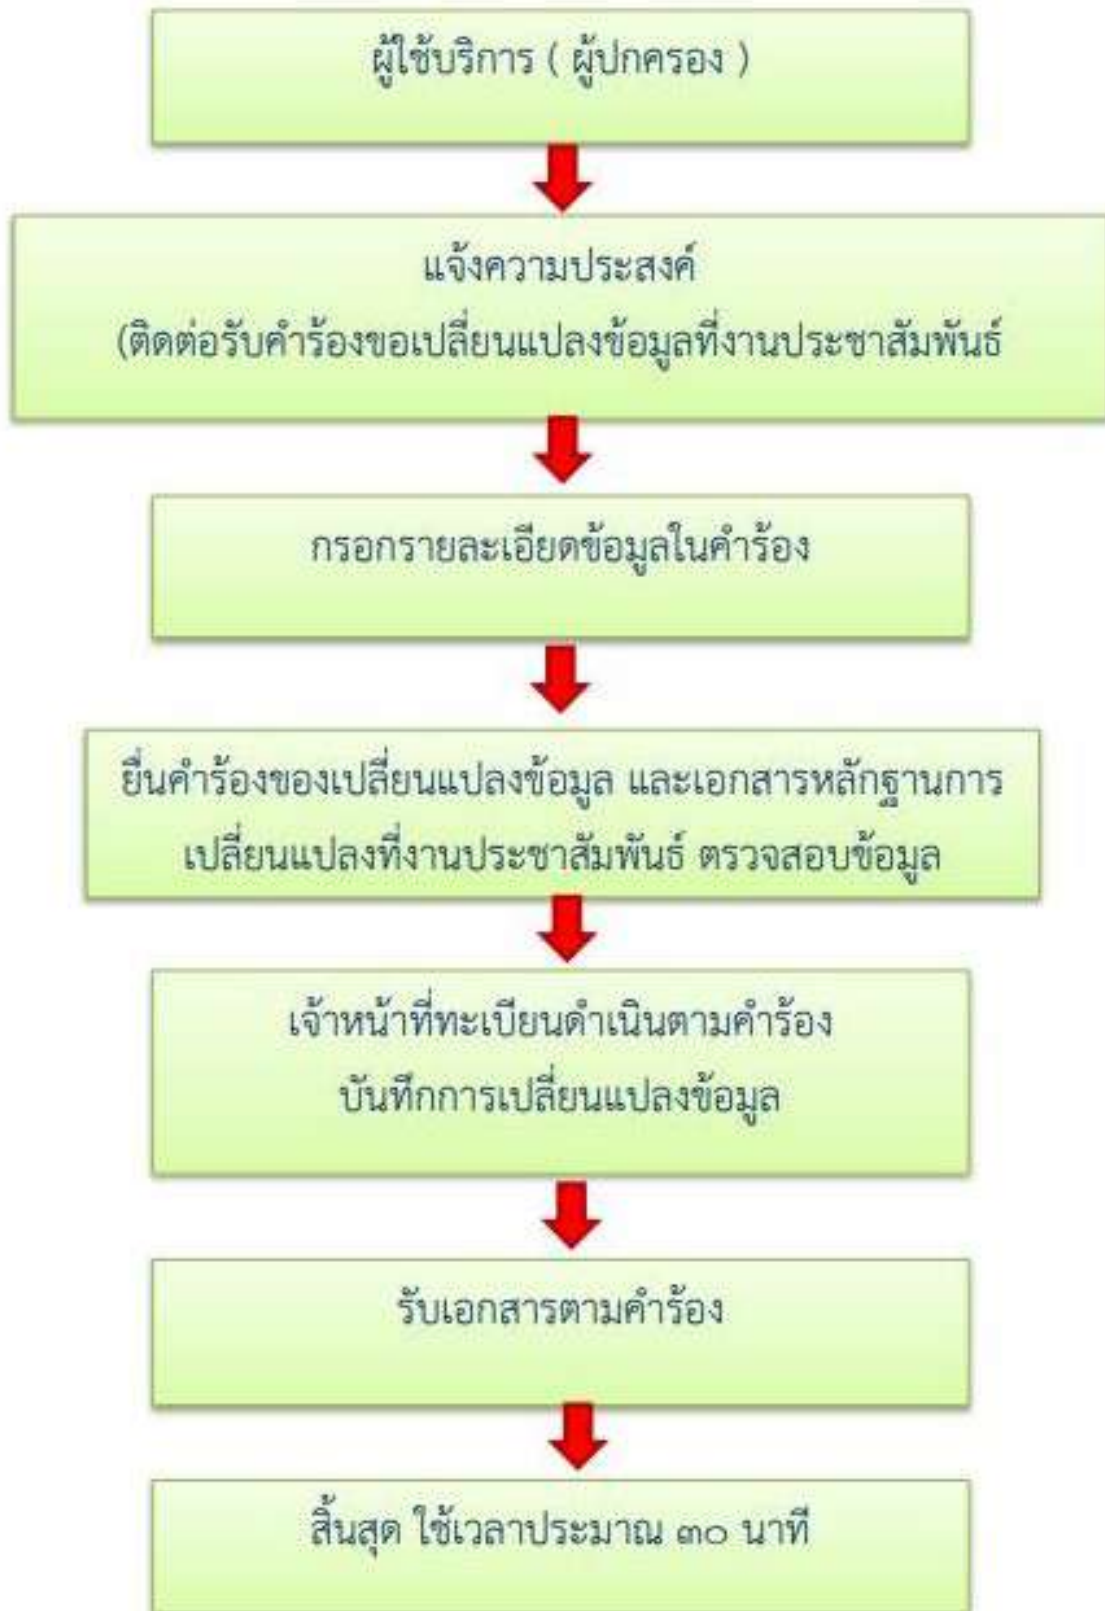 ผู้ใช้บริการ ( ผู้ปกครอง )
แจ้งความประสงค์
(ติดต่อรับคำร้องขอเปลี่ยนแปลงข้อมูลที่งานประชาสัมพันธ์
กรอกรายละเอียดข้อมูลในคำร้อง
ยื่นคำร้องของเปลี่ยนแปลงข้อมูล และเอกสารหลักฐานการ
เปลี่ยนแปลงที่งานประชาสัมพันธ์ ตรวจสอบข้อมูล
เจ้าหน้าที่ทะเบียนดำเนินตามคำร้อง
บันทึกการเปลี่ยนแปลงข้อมูล
รับเอกสารตามคำร้อง
สิ้นสุด ใช้เวลาประมาณ ๓๐ นาที